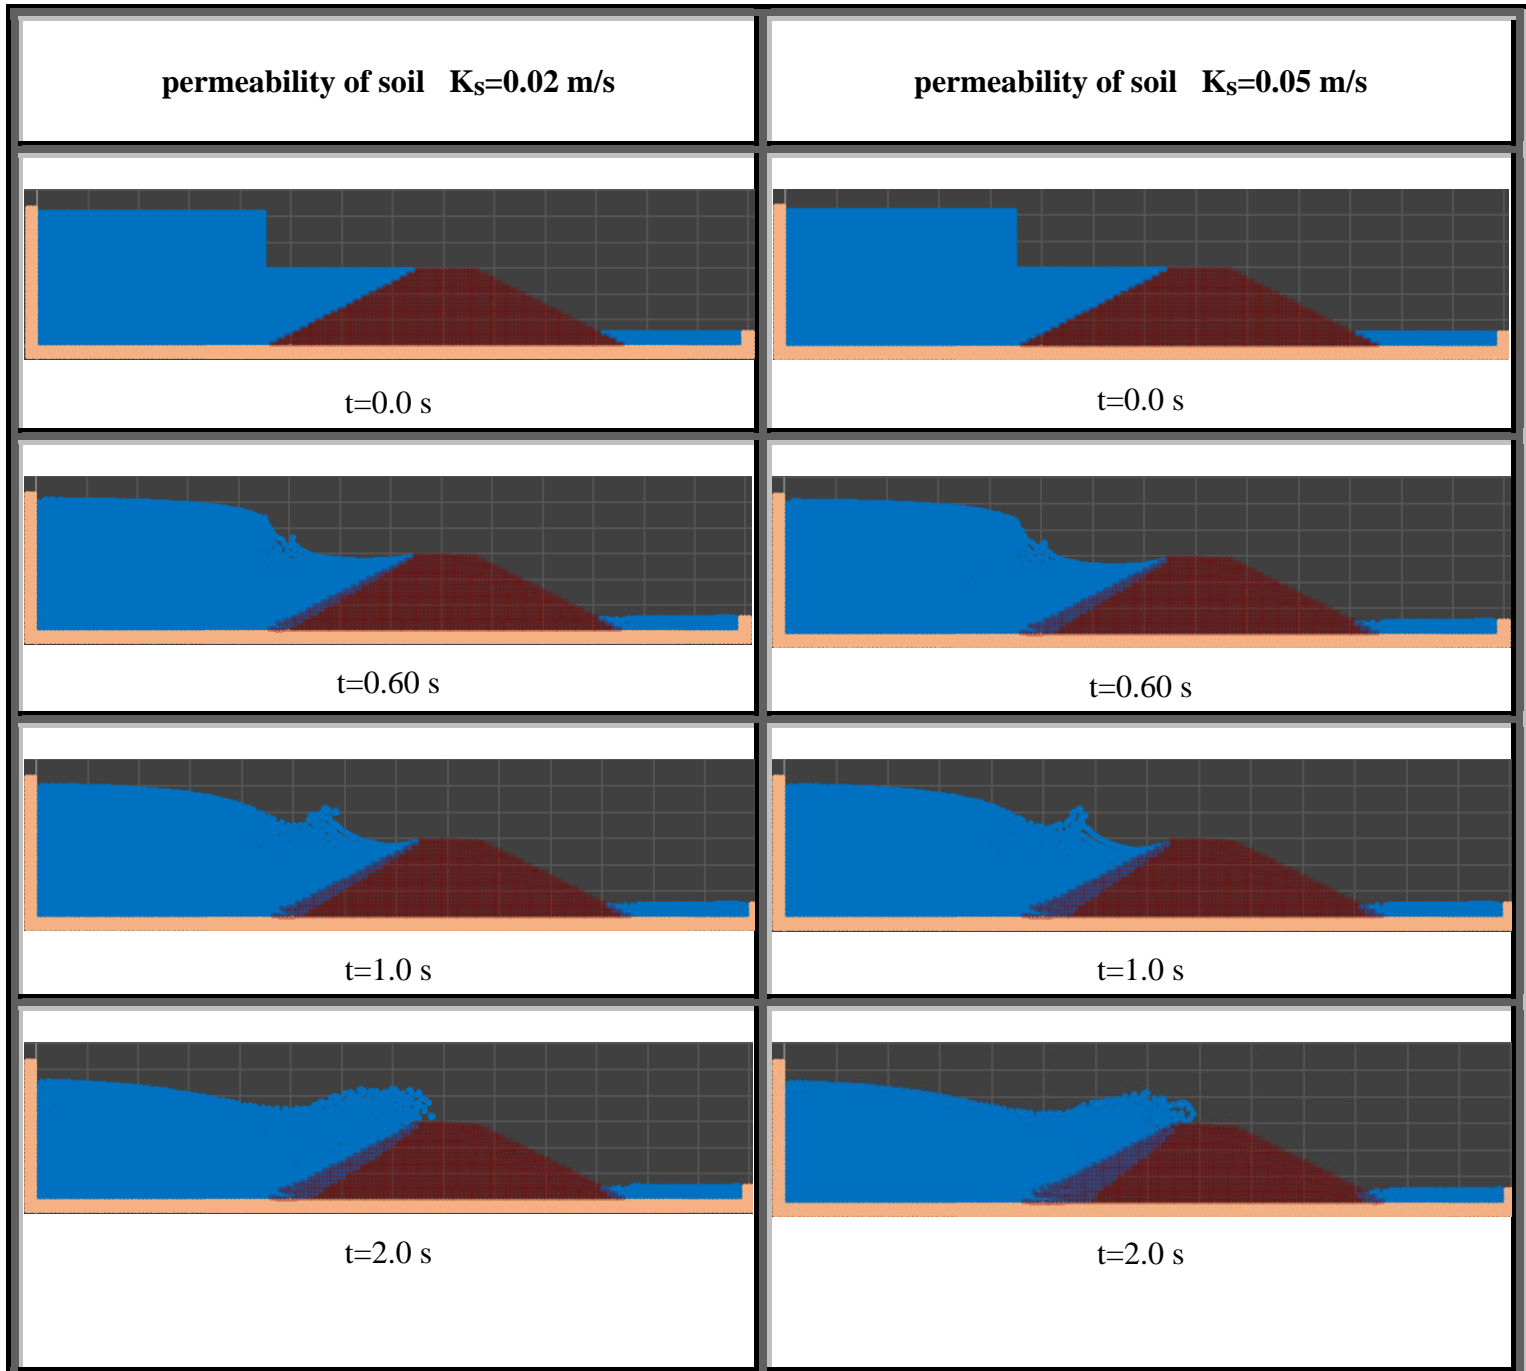 permeability of soil Ks=0.02 m/s
permeability of soil Ks=0.05 m/s
t=0.0 s
t=0.0 s
t=0.60 s
t=0.60 s
t=1.0 s
t=1.0 s
t=2.0 s
t=2.0 s